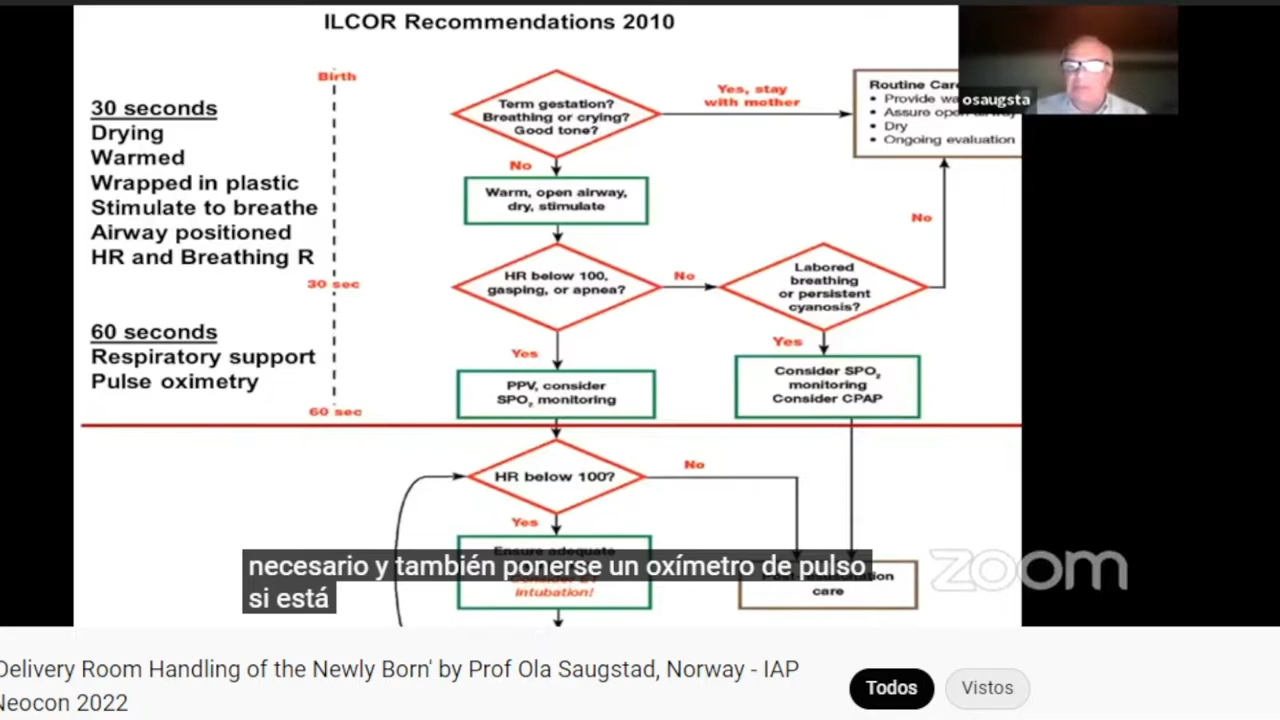 ILCOR Recommendations 2010
Birth
30 seconds
Drying
Warmed
Wrapped in plastic
Stimulate to breathe
Airway positioned
HR and Breathing R
30 sec
60 seconds
Respiratory support
Pulse oximetry
60 sec
Term gestation?
Breathing or crying?
Good tone?
Yes, stay
with mother
Routine
• Provide
• Assure open
• Dry
• Ongoing evaluation
osaugsta
No
Warm, open airway,
dry, stimulate
HR below 100,
gasping, or apnea?
No
Labored
breathing
or persistent
cyanosis?
No
Yes
PPV, consider
SPO₂ monitoring
Yes
Consider SPO₂
monitoring
Consider CPAP
HR below 100?
No
Yes
Ensure adequate
intubation!
care
necesario y también ponerse un oxímetro de pulso
si está
zoom
Delivery Room Handling of the Newly Born' by Prof Ola Saugstad, Norway - IAP
Neocon 2022
Todos
Vistos